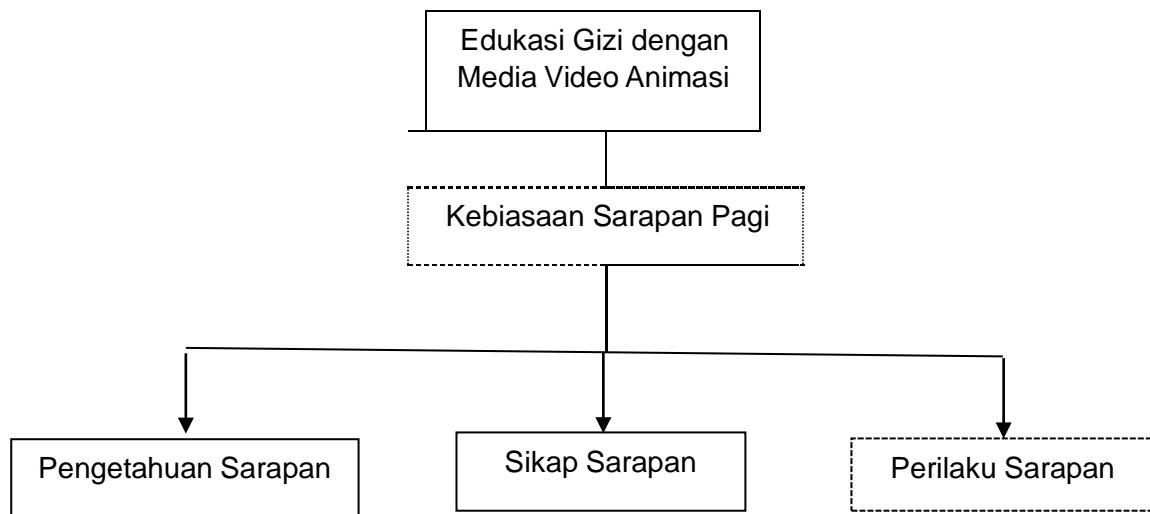 Edukasi Gizi dengan
Media Video Animasi
Kebiasaan Sarapan Pagi
Pengetahuan Sarapan
Sikap Sarapan
Perilaku Sarapan